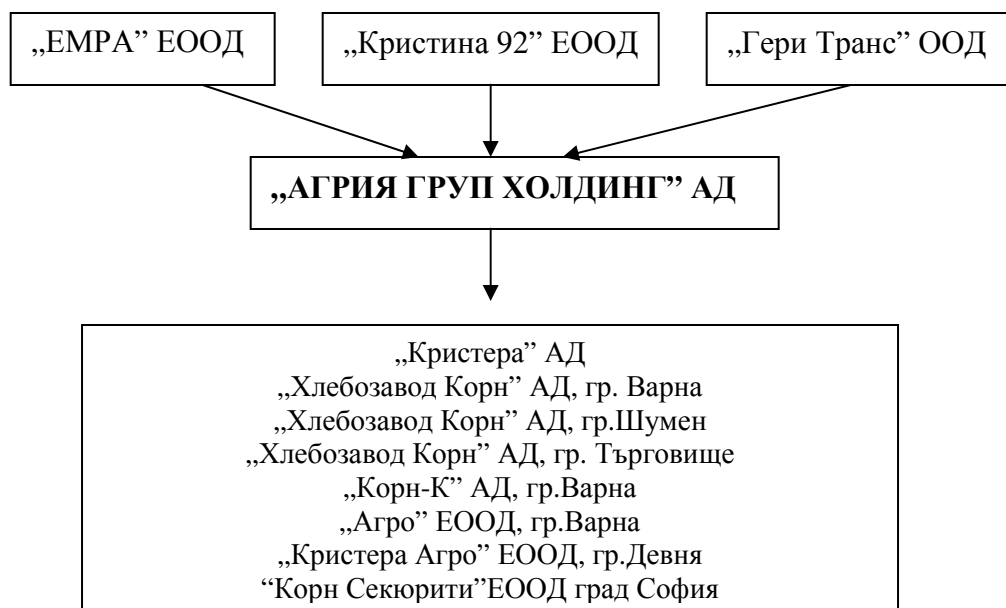 „ЕМРА” ЕООД
„Кристина 92” ЕООД
„Гери Транс” ООД
„АГРИЯ ГРУП ХОЛДИНГ” АД
„Кристера” АД
„Хлебозавод Корн” АД, гр. Варна
„Хлебозавод Корн” АД, гр.Шумен
„Хлебозавод Корн” АД, гр. Търговище
„Корн-К” АД, гр.Варна
„Агро” ЕООД, гр.Варна
„Кристера Агро” ЕООД, гр.Девня
“Корн Секюрити”ЕООД град София